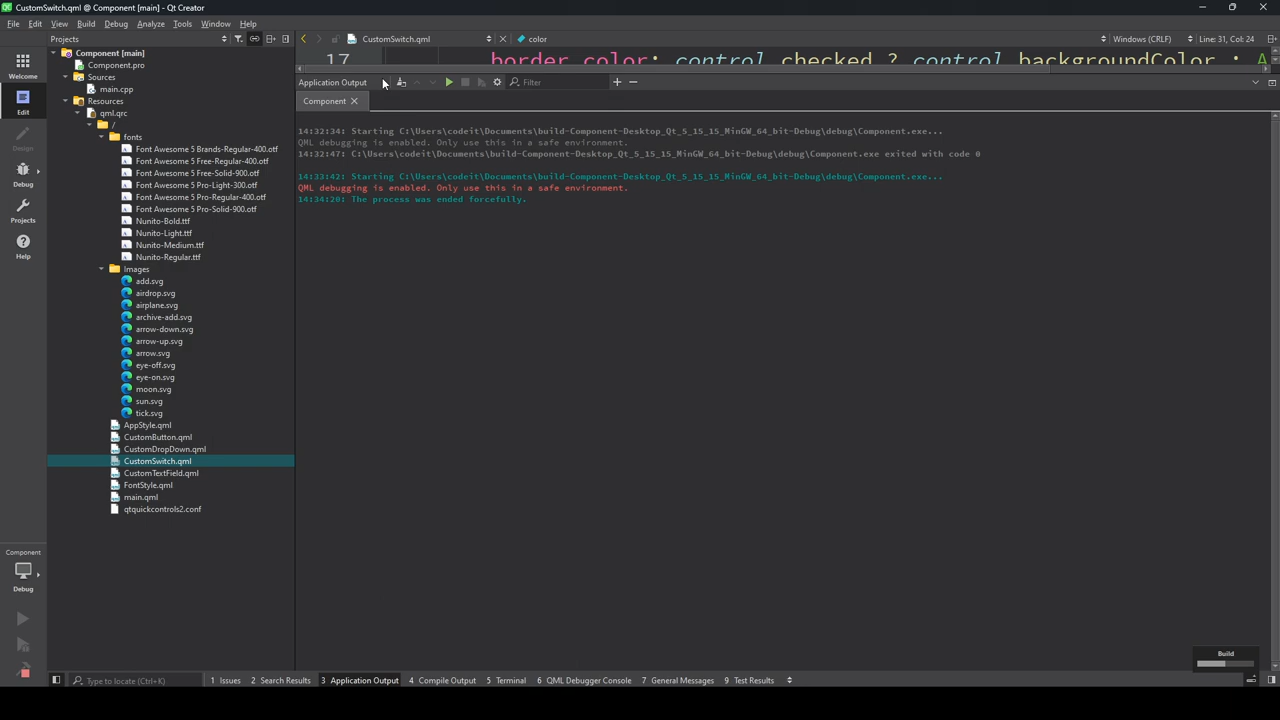 CustomSwitch.qml @ Component [main] - Qt Creator
File Edit View Build Debug Analyze Tools Window Help
Projects CustomSwitch.qml color Windows (CRLF) Line: 31, Col: 24
Welcome
Edit
Design
Debug
Projects
Help
Component
Debug
Component [main]
Component.pro
Sources
main.cpp
Resources
qml.qrc
/
fonts
Font Awesome 5 Brands-Regular-400.otf
Font Awesome 5 Free-Regular-400.otf
Font Awesome 5 Free-Solid-900.otf
Font Awesome 5 Pro-Light-300.otf
Font Awesome 5 Pro-Regular-400.otf
Font Awesome 5 Pro-Solid-900.otf
Nunito-Bold.ttf
Nunito-Light.ttf
Nunito-Medium.ttf
Nunito-Regular.ttf
Images
add.svg
airdrop.svg
airplane.svg
archive-add.svg
arrow-down.svg
arrow-up.svg
arrow.svg
eye-off.svg
eye-on.svg
moon.svg
sun.svg
tick.svg
AppStyle.qml
CustomButton.qml
CustomDropDown.qml
CustomSwitch.qml
CustomTextField.qml
FontStyle.qml
main.qml
qtquickcontrols2.conf
17 border.color: control.checked ? control.backgroundColor : A
Application Output Filter
Component
14:32:34: Starting C:\Users\codeit\Documents\build-Component-Desktop_Qt_5_15_15_MinGW_64_bit-Debug\debug\Component.exe...
QML debugging is enabled. Only use this in a safe environment.
14:32:47: C:\Users\codeit\Documents\build-Component-Desktop_Qt_5_15_15_MinGW_64_bit-Debug\debug\Component.exe exited with code 0
14:33:42: Starting C:\Users\codeit\Documents\build-Component-Desktop_Qt_5_15_15_MinGW_64_bit-Debug\debug\Component.exe...
QML debugging is enabled. Only use this in a safe environment.
14:34:20: The process was ended forcefully.
Build
Type to locate (Ctrl+K) 1 Issues 2 Search Results 3 Application Output 4 Compile Output 5 Terminal 6 QML Debugger Console 7 General Messages 9 Test Results